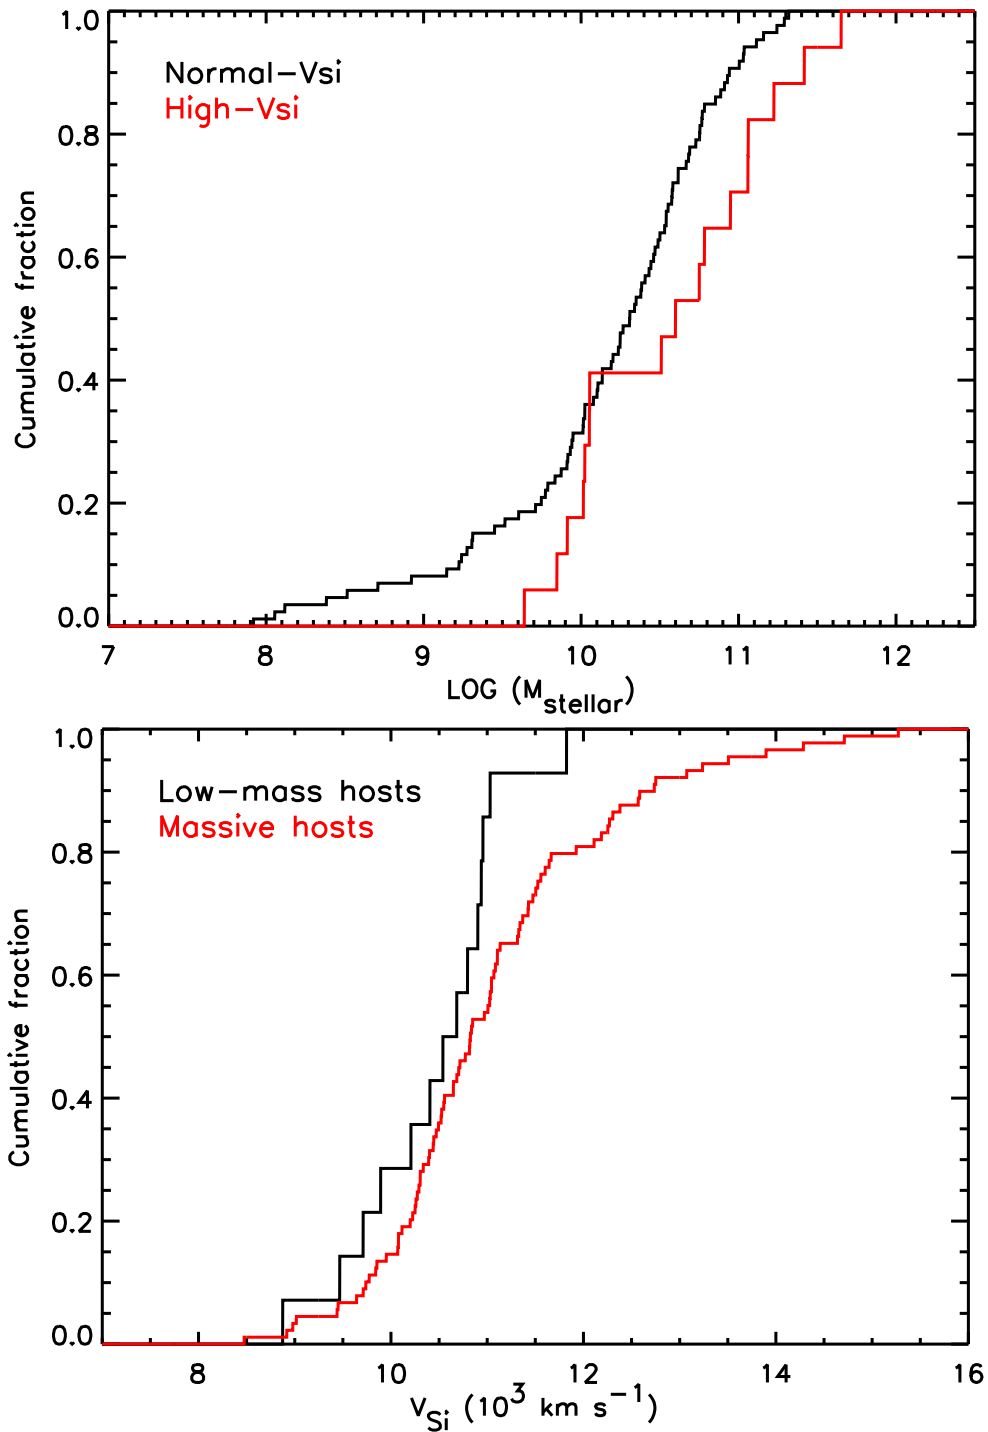 1.0
0.8
0.6
0.4
0.2
0.0
Cumulative fraction
Normal-Vsi
High-Vsi
7 8 9 10 11 12
LOG (M_stellar)
1.0
0.8
0.6
0.4
0.2
0.0
Cumulative fraction
Low-mass hosts
Massive hosts
8 10 12 14 16
V_Si (10^3 km s^-1)